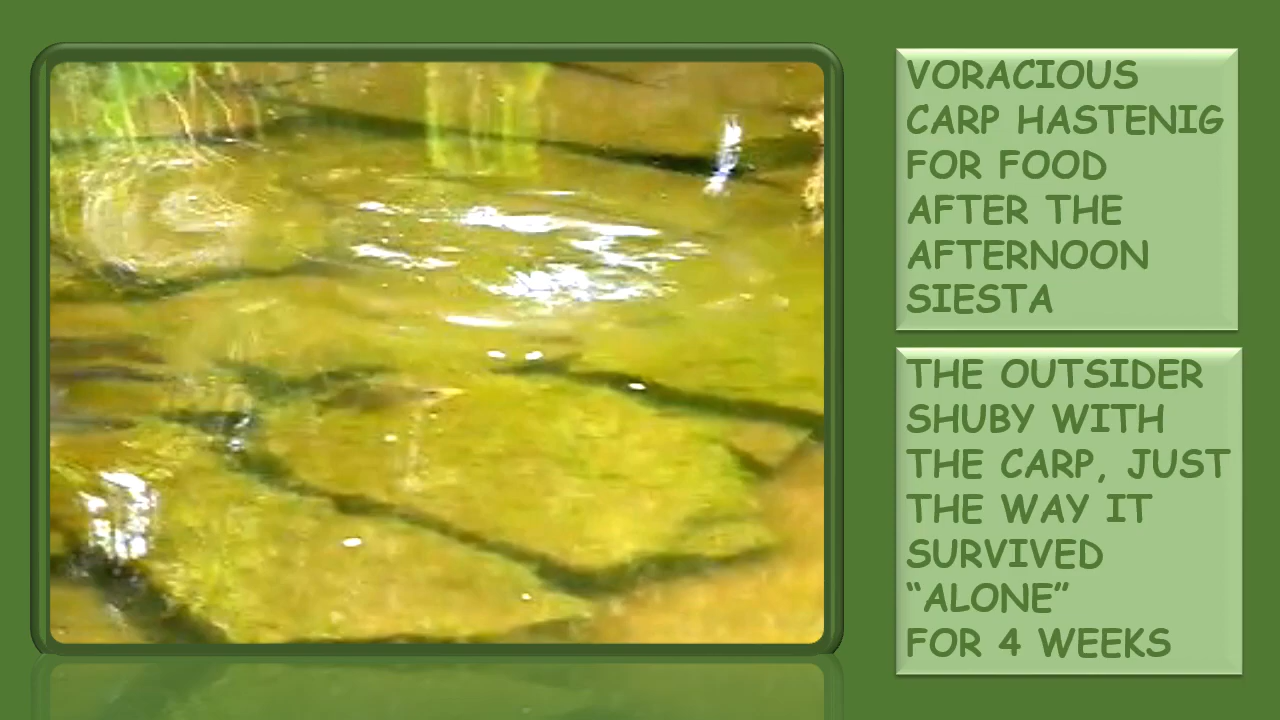 VORACIOUS
CARP HASTENIG
FOR FOOD
AFTER THE
AFTERNOON
SIESTA
THE OUTSIDER
SHUBY WITH
THE CARP, JUST
THE WAY IT
SURVIVED
“ALONE”
FOR 4 WEEKS